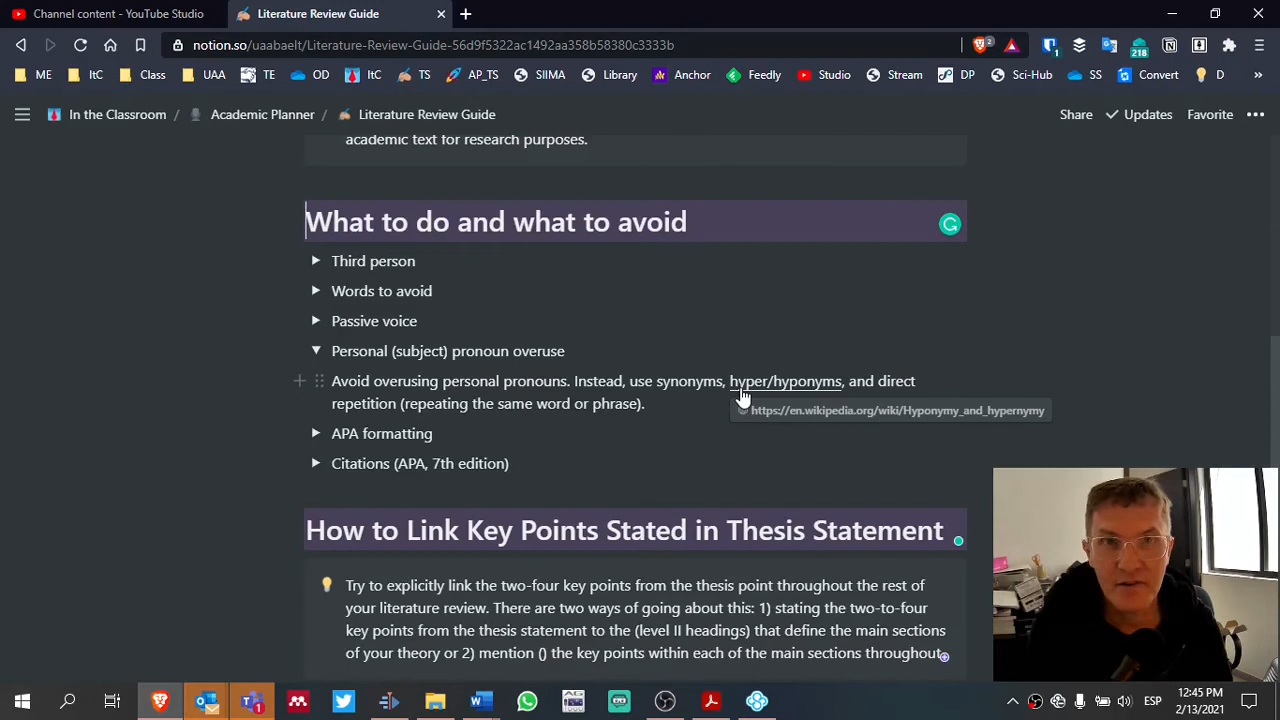 Channel content - YouTube Studio
Literature Review Guide
notion.so/uaabaelt/Literature-Review-Guide-56d9f5322ac1492aa358b58380c3333b
2
218
1
ME
ItC
Class
UAA
TE
OD
ItC
TS
AP_TS
SIIMA
Library
Anchor
Feedly
Studio
Stream
DP
Sci-Hub
SS
Convert
D
In the Classroom / Academic Planner / Literature Review Guide
Share
Updates
Favorite
academic text for research purposes.
What to do and what to avoid
Third person
Words to avoid
Passive voice
Personal (subject) pronoun overuse
Avoid overusing personal pronouns. Instead, use synonyms, hyper/hyponyms, and direct
repetition (repeating the same word or phrase).
https://en.wikipedia.org/wiki/Hyponymy_and_hypernymy
APA formatting
Citations (APA, 7th edition)
How to Link Key Points Stated in Thesis Statement
Try to explicitly link the two-four key points from the thesis point throughout the rest of
your literature review. There are two ways of going about this: 1) stating the two-to-four
key points from the thesis statement to the (level II headings) that define the main sections
of your theory or 2) mention () the key points within each of the main sections throughout
ESP
12:45 PM
2/13/2021